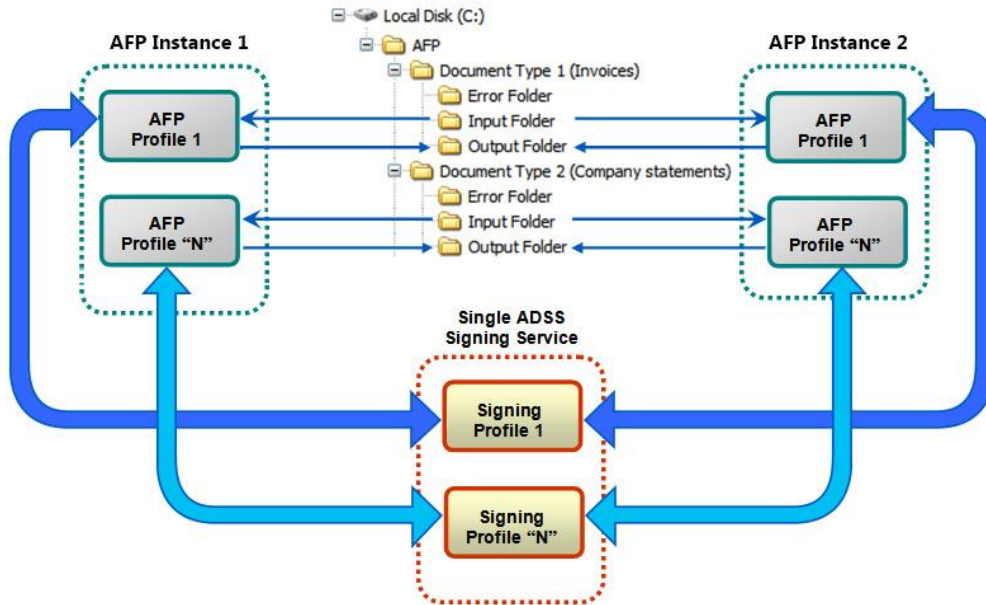 Local Disk (C:)
AFP Instance 1
AFP
AFP Instance 2
Document Type 1 (Invoices)
Error Folder
Input Folder
Output Folder
Document Type 2 (Company statements)
Error Folder
Input Folder
Output Folder
AFP
Profile 1
AFP
Profile “N”
AFP
Profile 1
AFP
Profile “N”
Single ADSS
Signing Service
Signing
Profile 1
Signing
Profile “N”